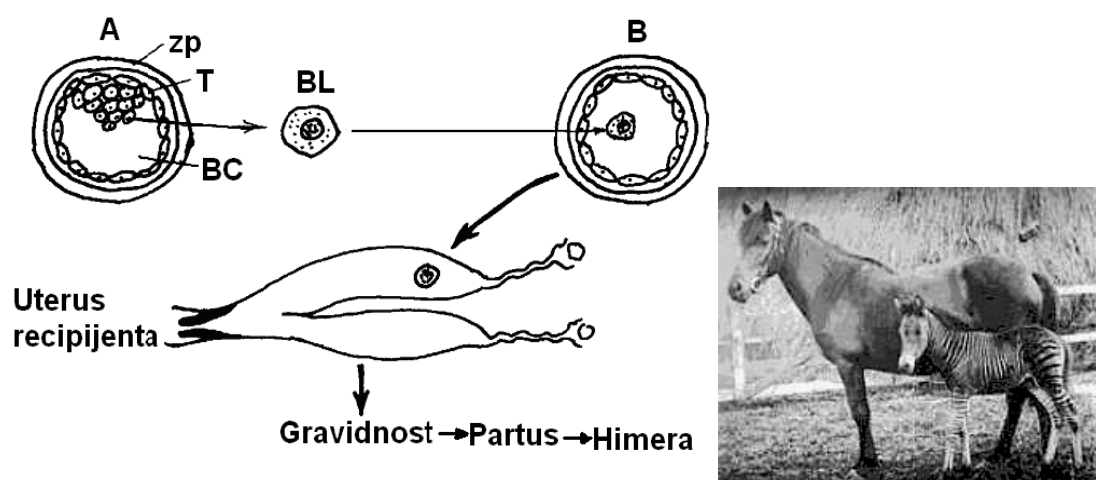 A
zp
T
BL
BC
B
Uterus
recipijenta
Gravidnost
Partus
Himera